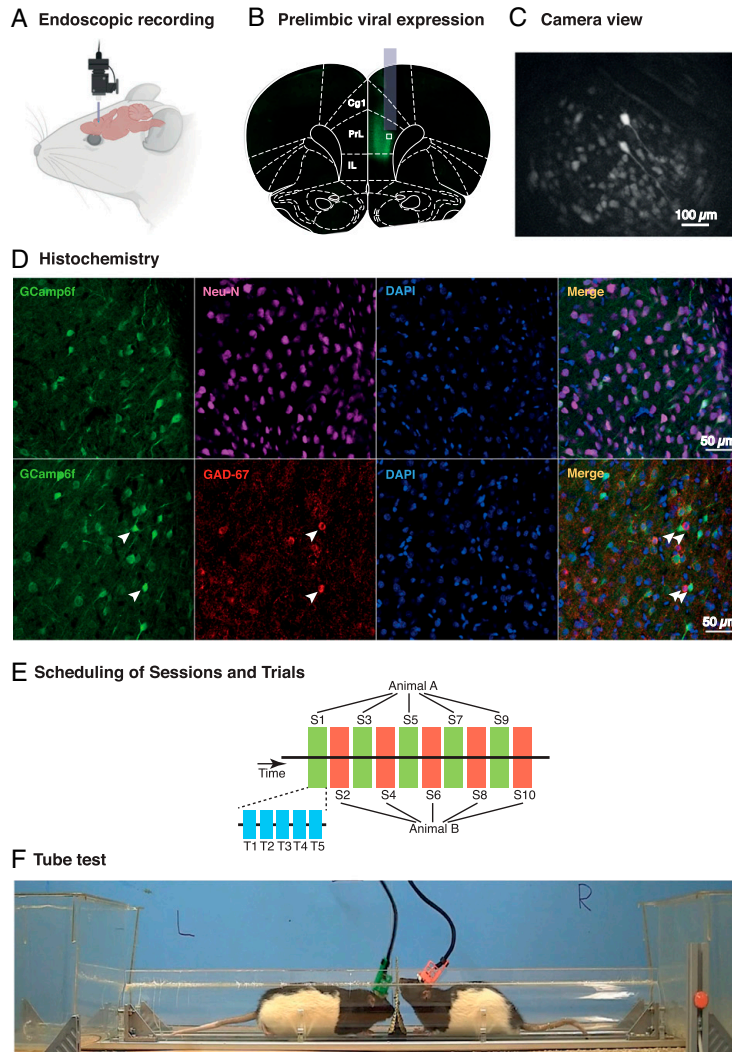 A Endoscopic recording
B Prelimbic viral expression
C Camera view
Cg1
PrL
IL
100 µm
D Histochemistry
GCamp6f
Neu-N
DAPI
Merge
50 µm
GCamp6f
GAD-67
DAPI
Merge
50 µm
E Scheduling of Sessions and Trials
Animal A
S1 S3 S5 S7 S9
Time
S2 S4 S6 S8 S10
Animal B
T1 T2 T3 T4 T5
F Tube test
L
R